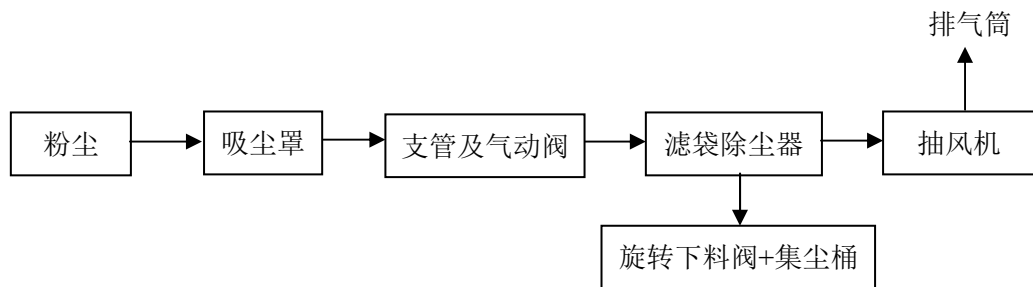 排气筒
粉尘
吸尘罩
支管及气动阀
滤袋除尘器
抽风机
旋转下料阀+集尘桶